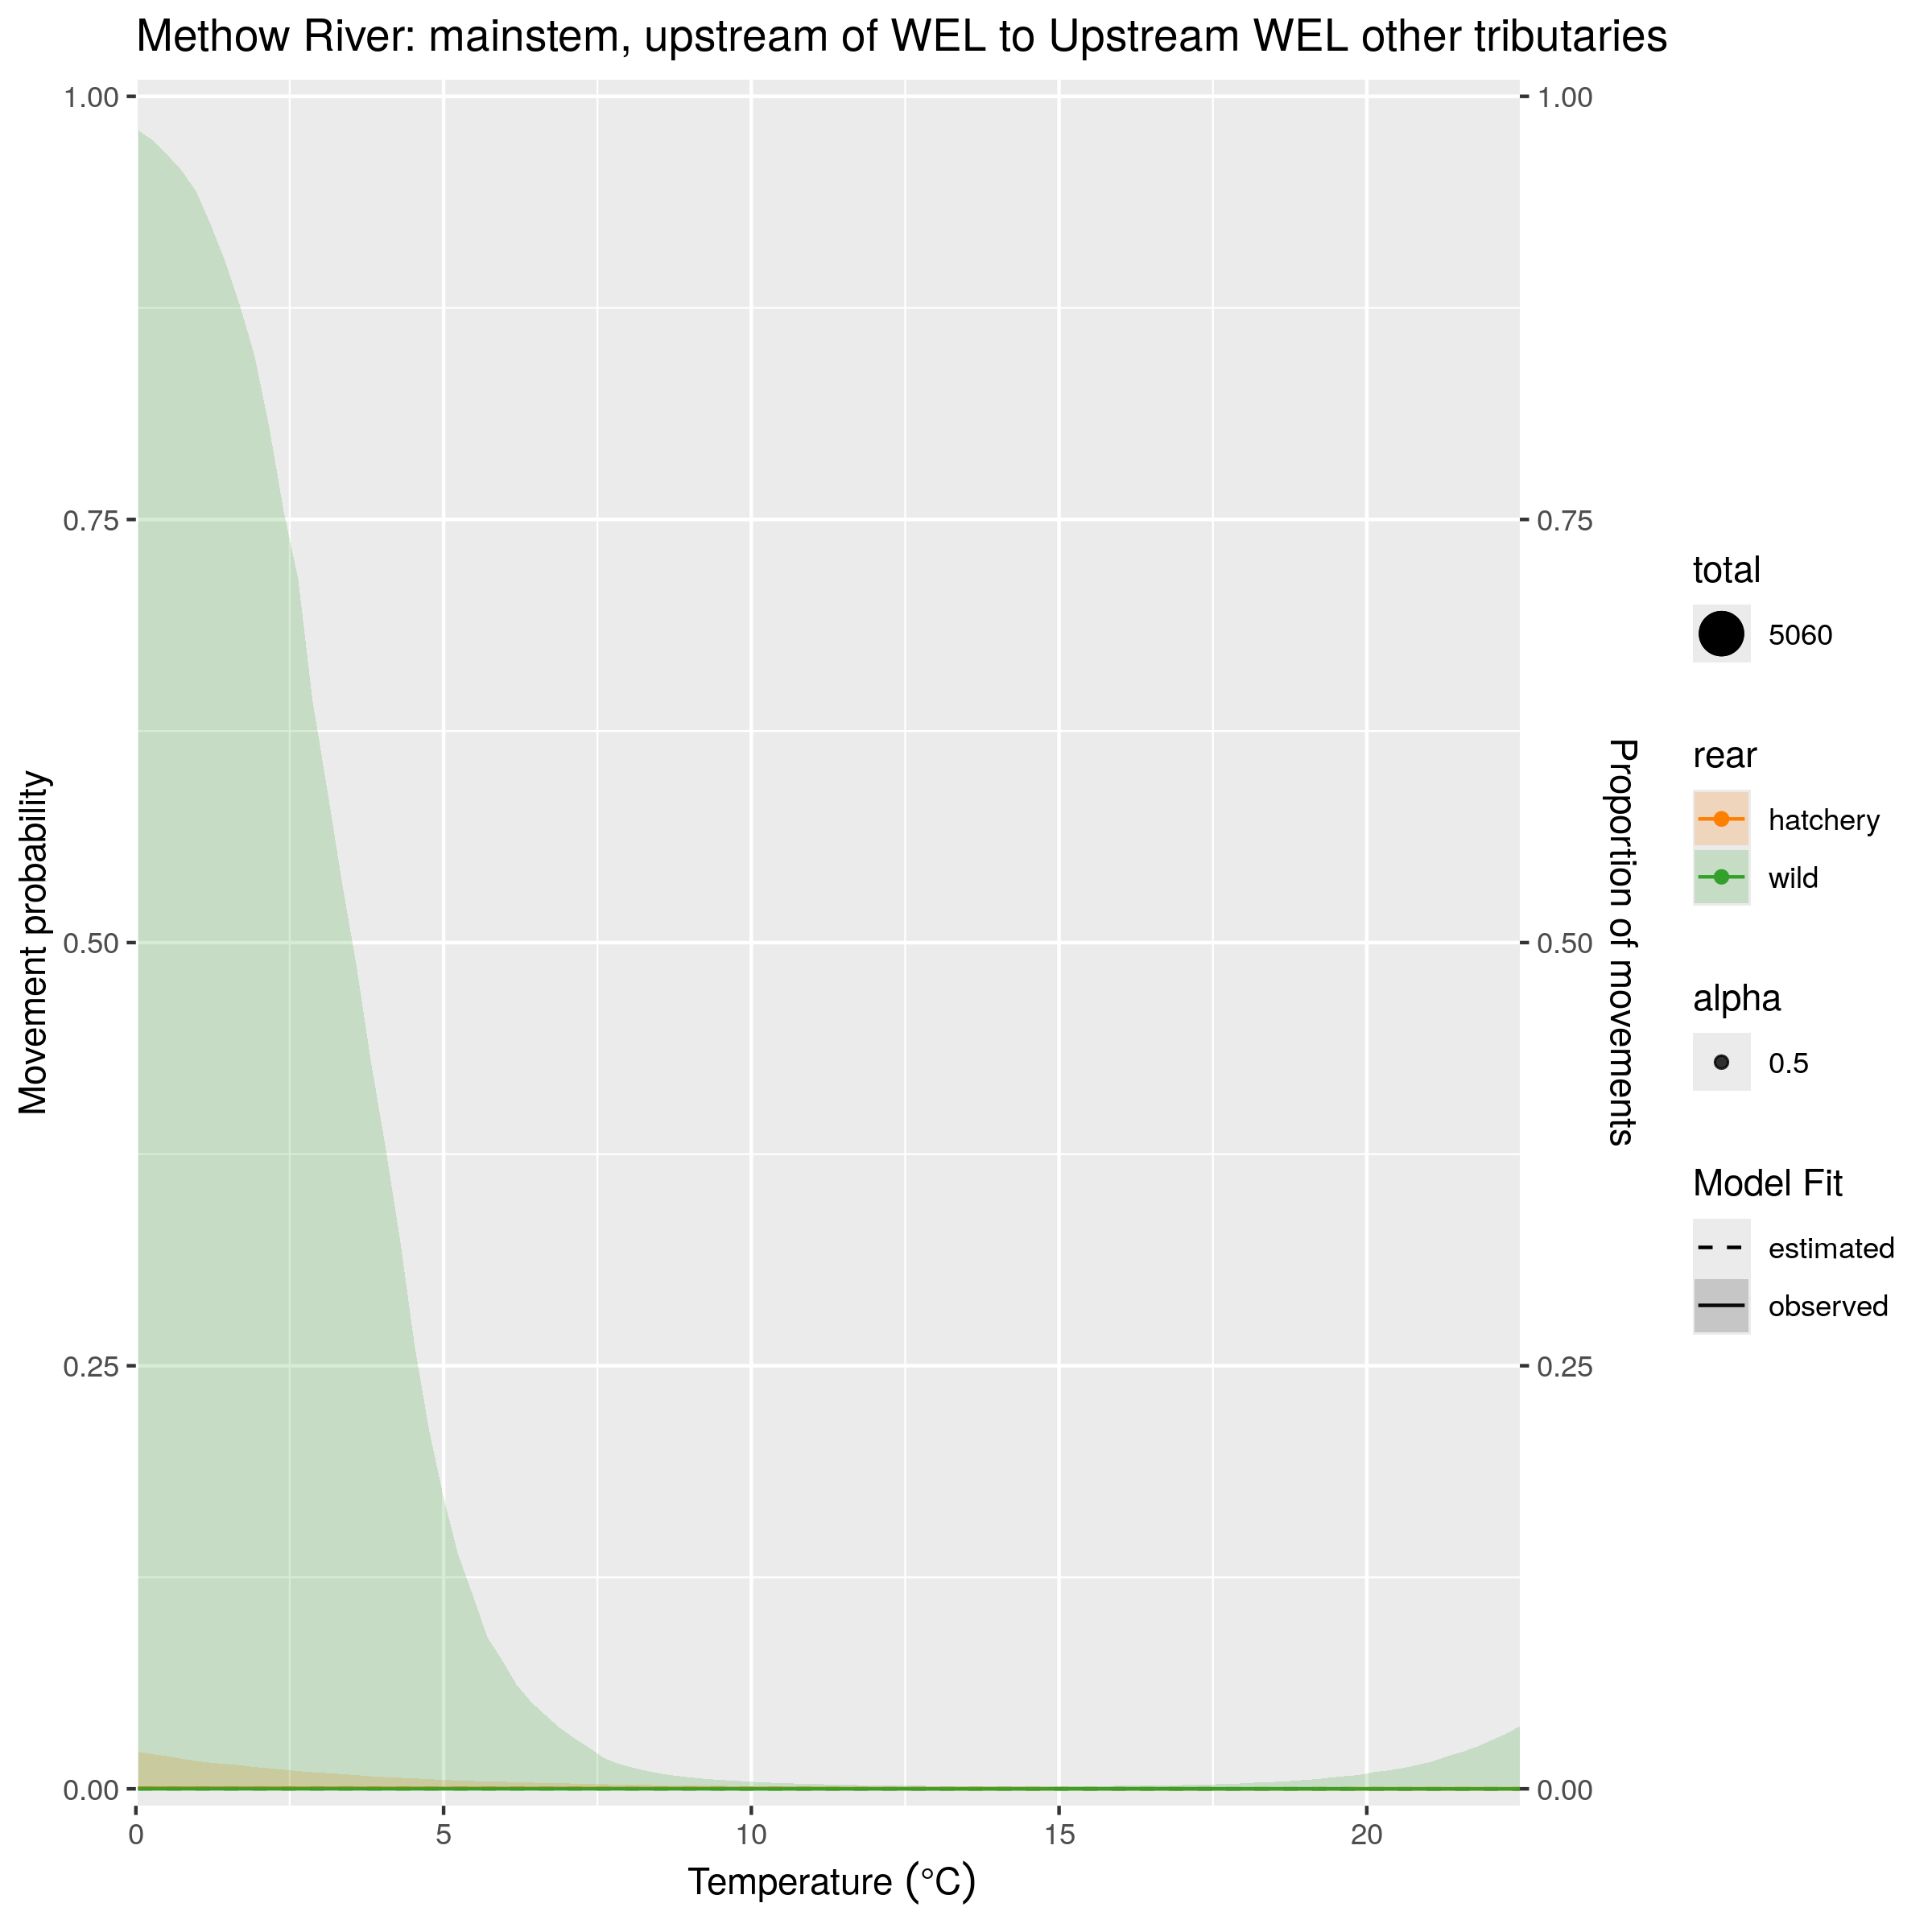 Methow River: mainstem, upstream of WEL to Upstream WEL other tributaries
1.00
0.75
0.50
0.25
0.00
Movement probability
0
5
10
15
20
Temperature (°C)
1.00
0.75
0.50
0.25
0.00
Proportion of movements
total
5060
rear
hatchery
wild
alpha
0.5
Model Fit
estimated
observed